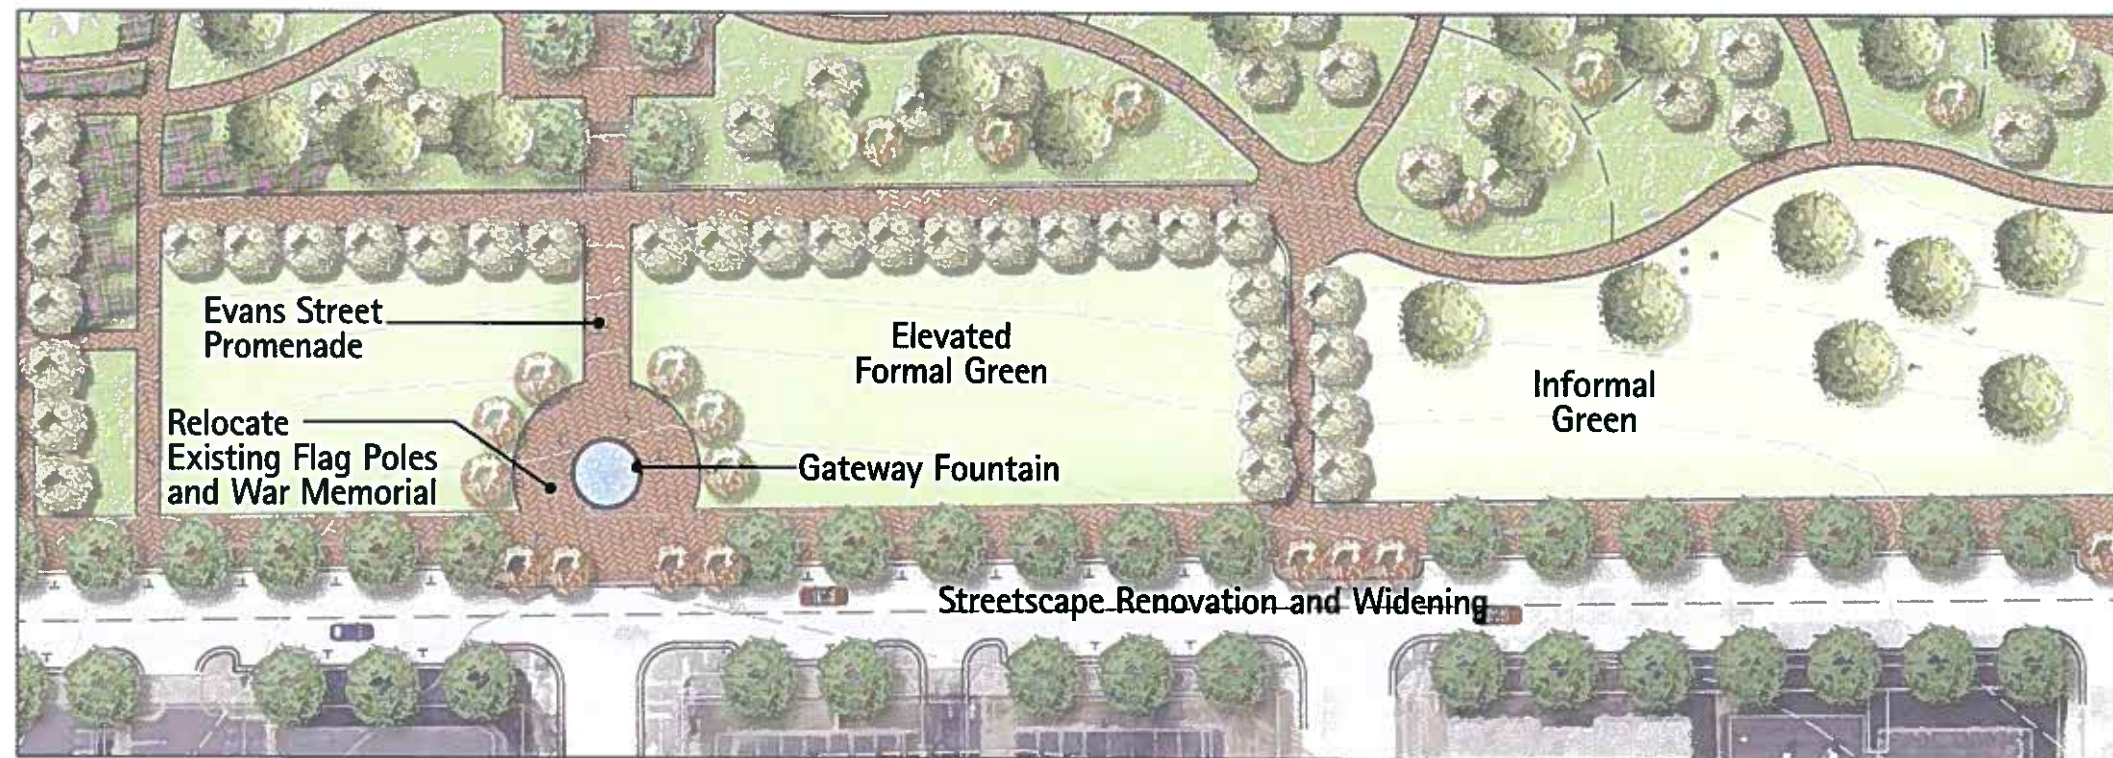 Evans Street
Promenade
Elevated
Formal Green
Informal
Green
Relocate
Existing Flag Poles
and War Memorial
Gateway Fountain
Streetscape Renovation and Widening